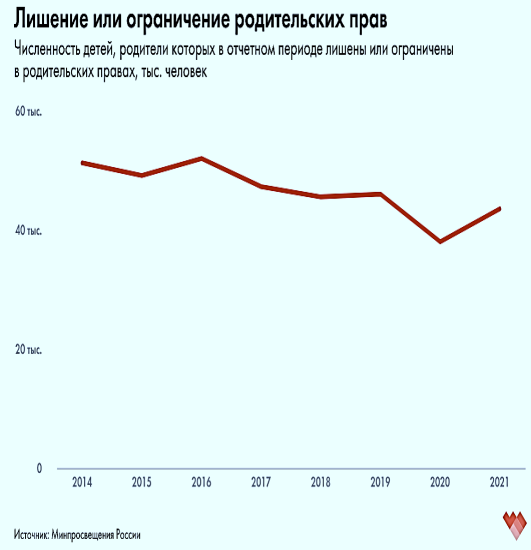 Лишение или ограничение родительских прав
Численность детей, родители которых в отчетном периоде лишены или ограничены
в родительских правах, тыс. человек
60 тыс.
40 тыс.
20 тыс.
0
2014 2015 2016 2017 2018 2019 2020 2021
Источник: Минпросвещения России